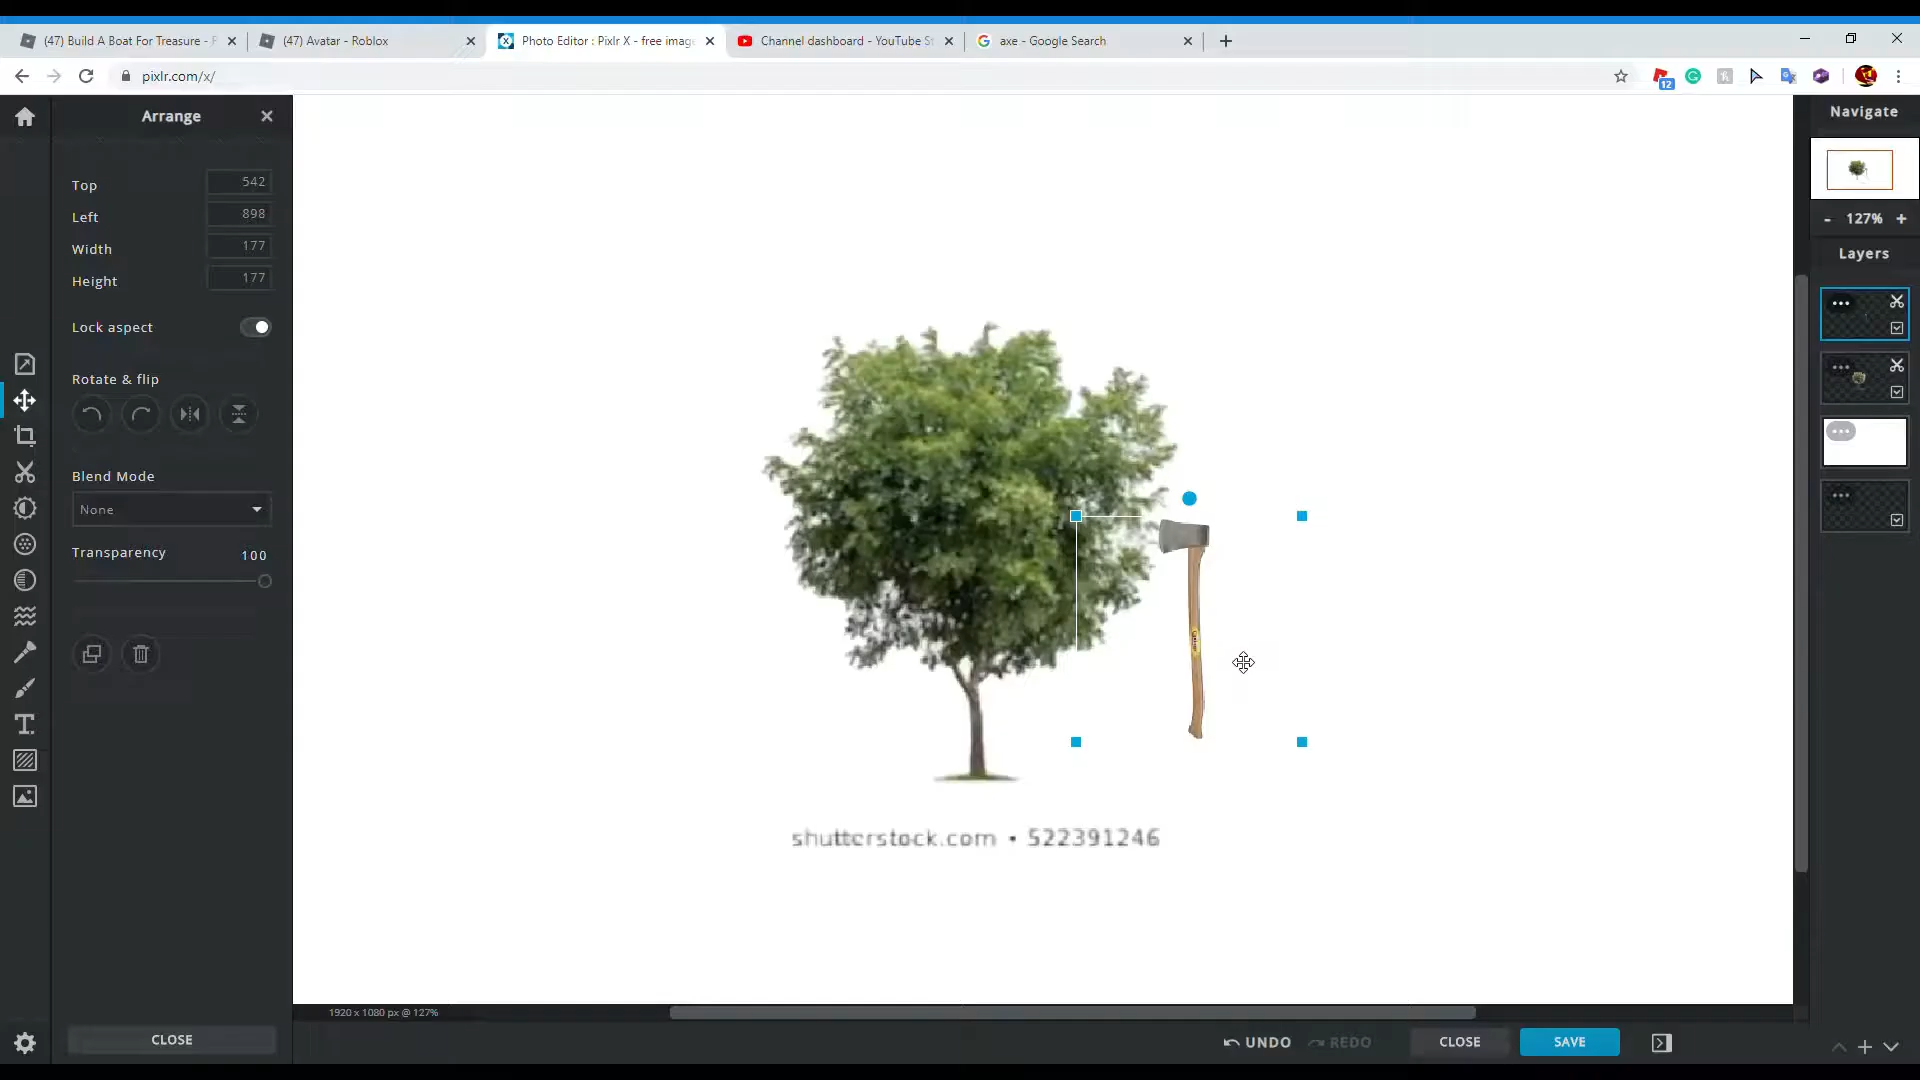 (47) Build A Boat For Treasure -
(47) Avatar - Roblox
Photo Editor : Pixlr X - free imag
Channel dashboard - YouTube St
axe - Google Search
pixlr.com/x/
12
Arrange
Top 542
Left 898
Width 177
Height 177
Lock aspect
Rotate & flip
Blend Mode
None
Transparency 100
CLOSE
Navigate
- 127% +
Layers
shutterstock.com • 522391246
1920 x 1080 px @ 127%
UNDO REDO CLOSE SAVE